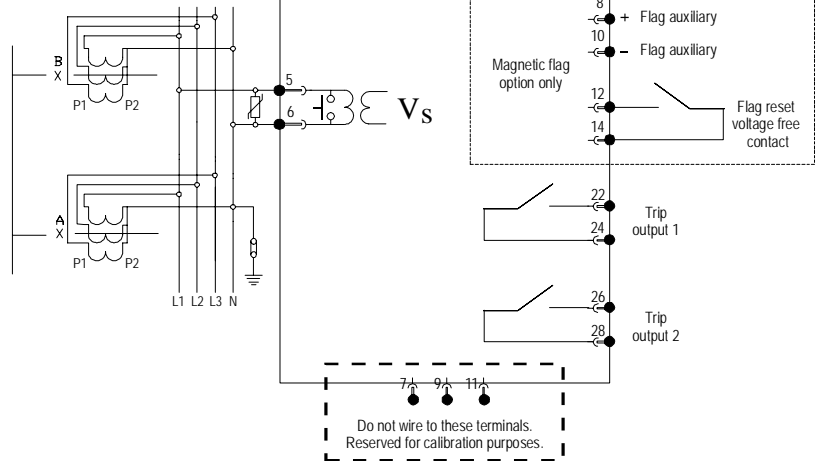 8
+ Flag auxiliary
10
– Flag auxiliary
Magnetic flag
option only
12
14
Flag reset
voltage free
contact
B
X
P1 P2
5
6
Vs
A
X
P1 P2
L1 L2 L3 N
22
24
Trip
output 1
26
28
Trip
output 2
7 9 11
Do not wire to these terminals.
Reserved for calibration purposes.